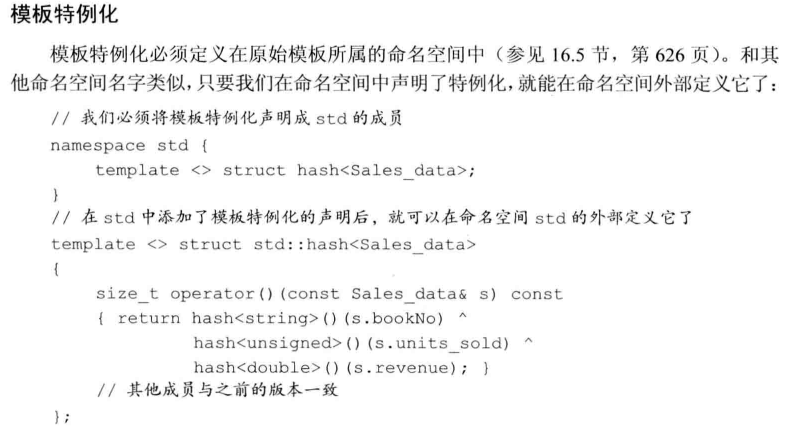 模板特例化
模板特例化必须定义在原始模板所属的命名空间中（参见 16.5 节，第 626 页）。和其
他命名空间名字类似，只要我们在命名空间中声明了特例化，就能在命名空间外部定义它了：
// 我们必须将模板特例化声明成 std 的成员
namespace std {
template <> struct hash<Sales_data>;
}
// 在 std 中添加了模板特例化的声明后，就可以在命名空间 std 的外部定义它了
template <> struct std::hash<Sales_data>
{
size_t operator()(const Sales_data& s) const
{ return hash<string>()(s.bookNo) ^
hash<unsigned>()(s.units_sold) ^
hash<double>()(s.revenue); }
// 其他成员与之前的版本一致
};